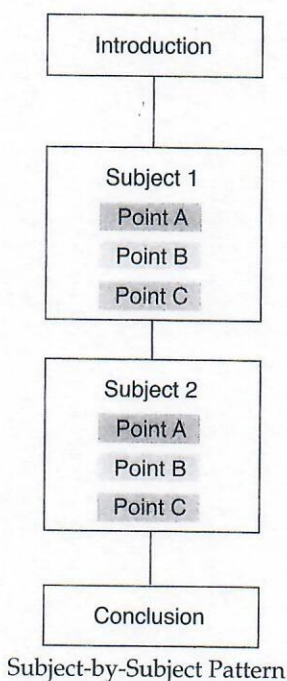 Introduction
Subject 1
Point A
Point B
Point C
Subject 2
Point A
Point B
Point C
Conclusion
Subject-by-Subject Pattern